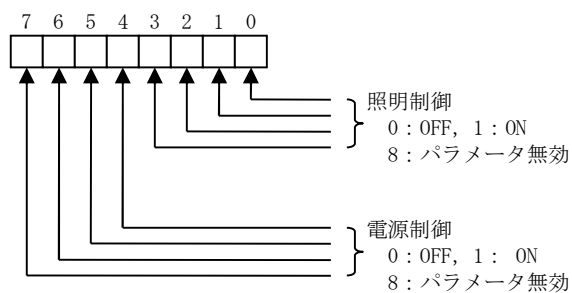 7 6 5 4 3 2 1 0
照明制御
0：OFF, 1：ON
8：パラメータ無効
電源制御
0：OFF, 1： ON
8：パラメータ無効